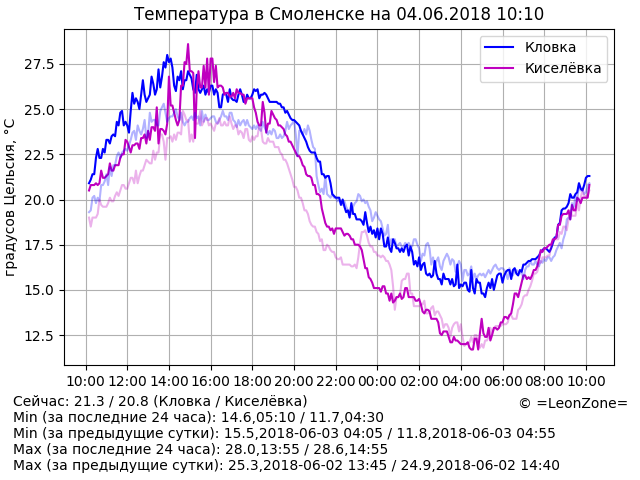 Температура в Смоленске на 04.06.2018 10:10
Кловка
Киселёвка
градусов Цельсия, °C
27.5
25.0
22.5
20.0
17.5
15.0
12.5
10:00 12:00 14:00 16:00 18:00 20:00 22:00 00:00 02:00 04:00 06:00 08:00 10:00
Сейчас: 21.3 / 20.8 (Кловка / Киселёвка)
© =LeonZone=
Min (за последние 24 часа): 14.6,05:10 / 11.7,04:30
Min (за предыдущие сутки): 15.5,2018-06-03 04:05 / 11.8,2018-06-03 04:55
Max (за последние 24 часа): 28.0,13:55 / 28.6,14:55
Max (за предыдущие сутки): 25.3,2018-06-02 13:45 / 24.9,2018-06-02 14:40